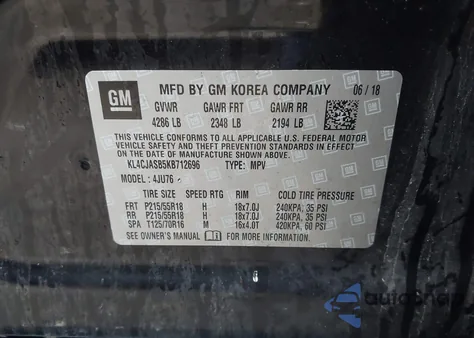 GM
MFD BY GM KOREA COMPANY 06 / 18
GVWR GAWR FRT GAWR RR
4286 LB 2348 LB 2194 LB
THIS VEHICLE CONFORMS TO ALL APPLICABLE U.S. FEDERAL MOTOR
VEHICLE SAFETY AND THEFT PREVENTION STANDARDS IN EFFECT ON
THE DATE OF MANUFACTURE SHOWN ABOVE.
KL4CJASB5KB712696 TYPE: MPV
MODEL: 4JU76
TIRE SIZE SPEED RTG RIM COLD TIRE PRESSURE
FRT P215/55R18 H 18x7.0J 240KPA, 35 PSI
RR P215/55R18 H 18x7.0J 240KPA, 35 PSI
SPA T125/70R16 M 16x4.0T 420KPA, 60 PSI
SEE OWNER'S MANUAL FOR MORE INFORMATION.
autoSnap